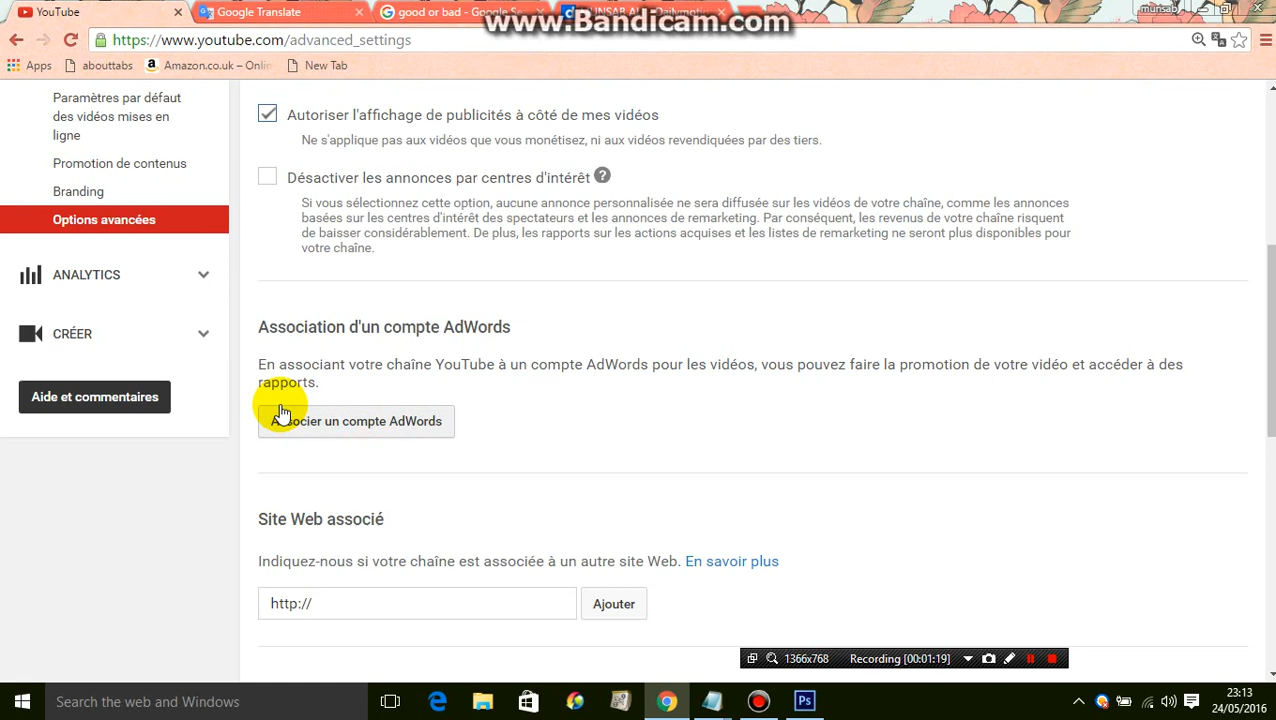 YouTube
Google Translate
good or bad - Google Se
www.Bandicam.com
munsab
https://www.youtube.com/advanced_settings
Apps
abouttabs
Amazon.co.uk – Onlin
New Tab
Paramètres par défaut
des vidéos mises en
ligne
Promotion de contenus
Branding
Options avancées
ANALYTICS
CRÉER
Aide et commentaires
Autoriser l'affichage de publicités à côté de mes vidéos
Ne s'applique pas aux vidéos que vous monétisez, ni aux vidéos revendiquées par des tiers.
Désactiver les annonces par centres d'intérêt ?
Si vous sélectionnez cette option, aucune annonce personnalisée ne sera diffusée sur les vidéos de votre chaîne, comme les annonces
basées sur les centres d'intérêt des spectateurs et les annonces de remarketing. Par conséquent, les revenus de votre chaîne risquent
de baisser considérablement. De plus, les rapports sur les actions acquises et les listes de remarketing ne seront plus disponibles pour
votre chaîne.
Association d'un compte AdWords
En associant votre chaîne YouTube à un compte AdWords pour les vidéos, vous pouvez faire la promotion de votre vidéo et accéder à des
rapports.
Associer un compte AdWords
Site Web associé
Indiquez-nous si votre chaîne est associée à un autre site Web. En savoir plus
http://
Ajouter
1366x768
Recording [00:01:19]
Search the web and Windows
Ps
23:13
24/05/2016